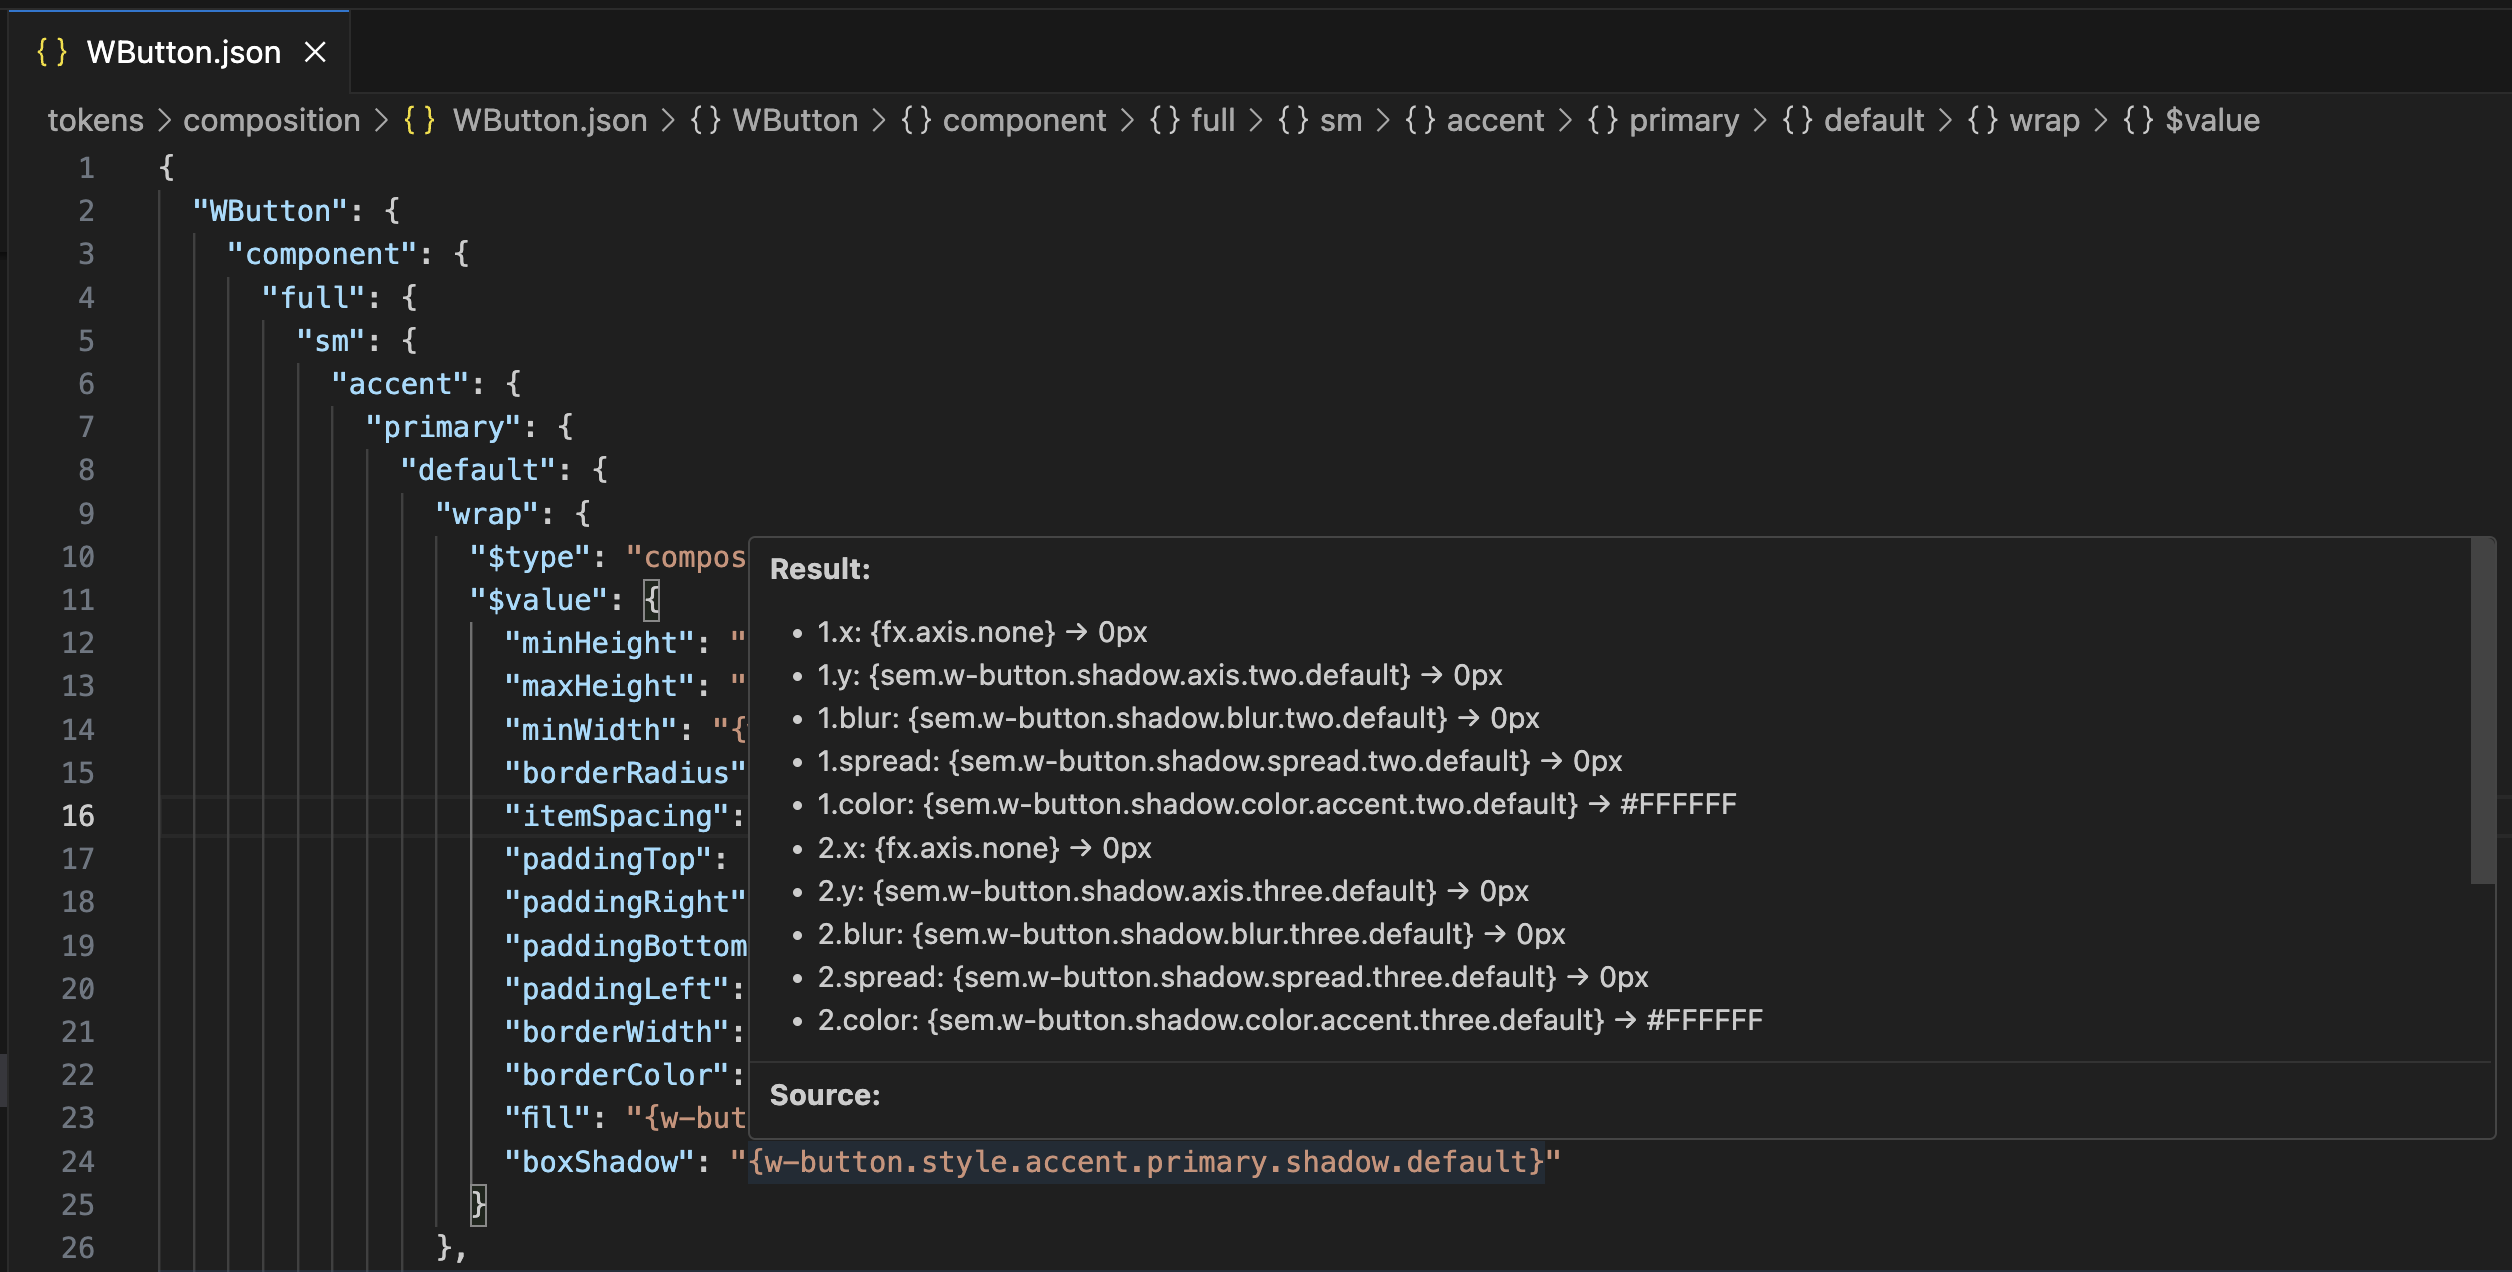 {} WButton.json ×
tokens > composition > {} WButton.json > {} WButton > {} component > {} full > {} sm > {} accent > {} primary > {} default > {} wrap > {} $value
1 {
2 "WButton": {
3 "component": {
4 "full": {
5 "sm": {
6 "accent": {
7 "primary": {
8 "default": {
9 "wrap": {
10 "$type": "compos
11 "$value": {
12 "minHeight": "
13 "maxHeight": "
14 "minWidth": "{
15 "borderRadius"
16 "itemSpacing":
17 "paddingTop":
18 "paddingRight"
19 "paddingBottom
20 "paddingLeft":
21 "borderWidth":
22 "borderColor":
23 "fill": "{w-but
24 "boxShadow": "{w-button.style.accent.primary.shadow.default}"
25 }
26 },
Result:
• 1.x: {fx.axis.none} → 0px
• 1.y: {sem.w-button.shadow.axis.two.default} → 0px
• 1.blur: {sem.w-button.shadow.blur.two.default} → 0px
• 1.spread: {sem.w-button.shadow.spread.two.default} → 0px
• 1.color: {sem.w-button.shadow.color.accent.two.default} → #FFFFFF
• 2.x: {fx.axis.none} → 0px
• 2.y: {sem.w-button.shadow.axis.three.default} → 0px
• 2.blur: {sem.w-button.shadow.blur.three.default} → 0px
• 2.spread: {sem.w-button.shadow.spread.three.default} → 0px
• 2.color: {sem.w-button.shadow.color.accent.three.default} → #FFFFFF
Source: